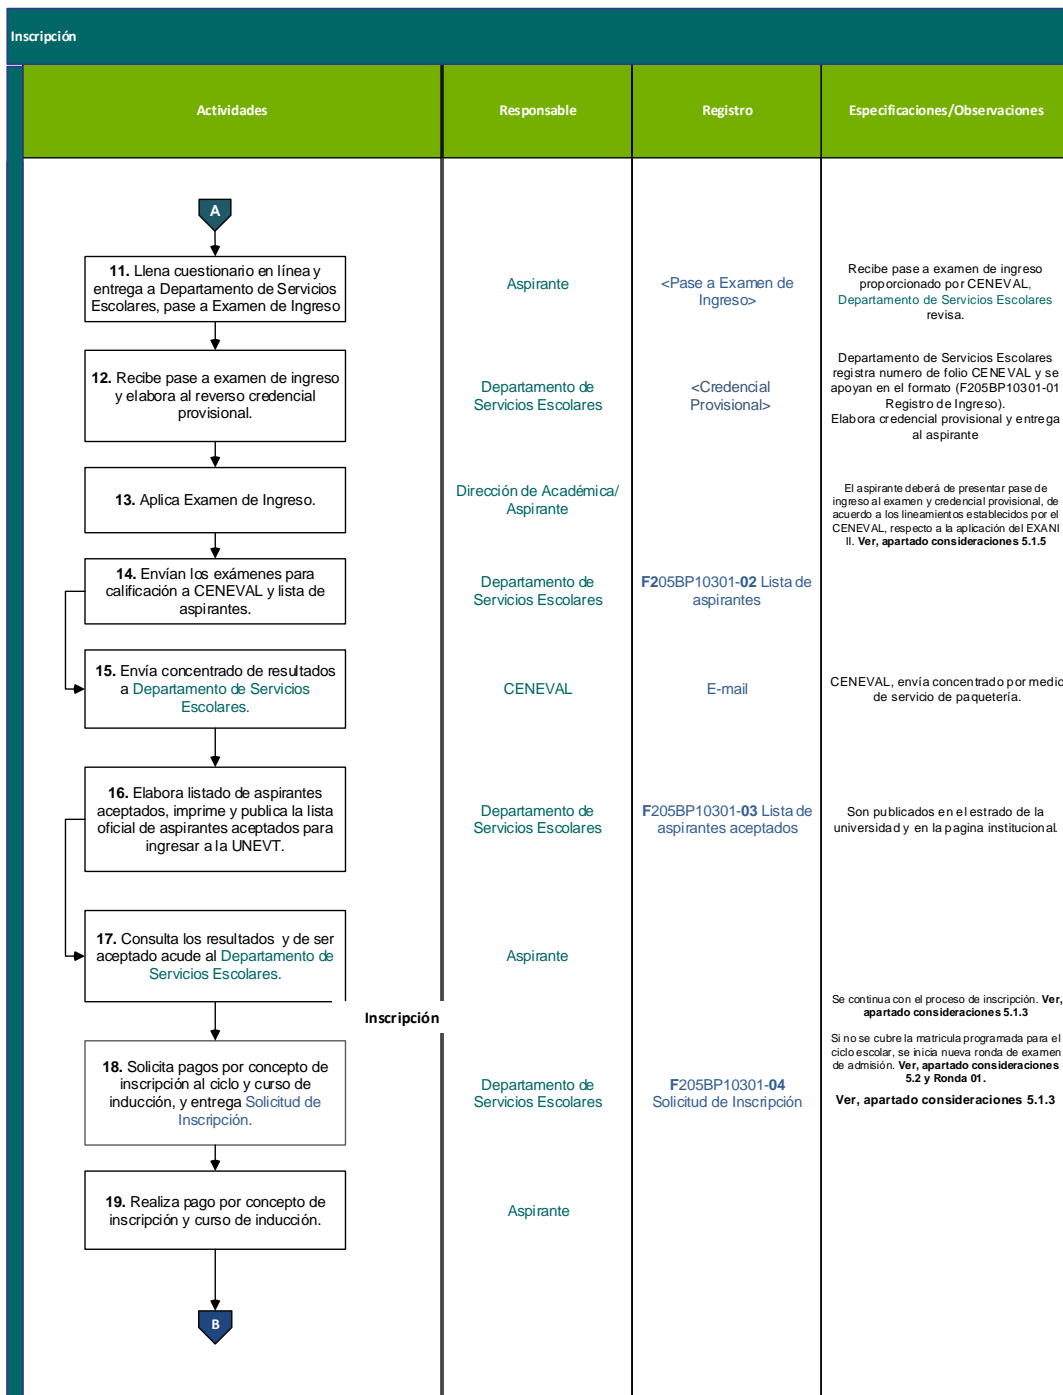 Inscripción
Actividades
Responsable
Registro
Especificaciones/Observaciones
A
11. Llena cuestionario en línea y
entrega a Departamento de Servicios
Escolares, pase a Examen de Ingreso
Aspirante
<Pase a Examen de
Ingreso>
Recibe pase a examen de ingreso
proporcionado por CENEVAL,
Departamento de Servicios Escolares
revisa.
12. Recibe pase a examen de ingreso
y elabora al reverso credencial
provisional.
Departamento de
Servicios Escolares
<Credencial
Provisional>
Departamento de Servicios Escolares
registra numero de folio CENEVAL y se
apoyan en el formato (F205BP10301-01
Registro de Ingreso).
Elabora credencial provisional y entrega
al aspirante
13. Aplica Examen de Ingreso.
Dirección de Académica/
Aspirante
El aspirante deberá de presentar pase de
ingreso al examen y credencial provisional, de
acuerdo a los lineamientos establecidos por el
CENEVAL, respecto a la aplicación del EXANI
II. Ver, apartado consideraciones 5.1.5
14. Envían los exámenes para
calificación a CENEVAL y lista de
aspirantes.
Departamento de
Servicios Escolares
F205BP10301-02 Lista de
aspirantes
15. Envía concentrado de resultados
a Departamento de Servicios
Escolares.
CENEVAL
E-mail
CENEVAL, envía concentrado por medio
de servicio de paquetería.
16. Elabora listado de aspirantes
aceptados, imprime y publica la lista
oficial de aspirantes aceptados para
ingresar a la UNEVT.
Departamento de
Servicios Escolares
F205BP10301-03 Lista de
aspirantes aceptados
Son publicados en el estrado de la
universidad y en la pagina institucional.
17. Consulta los resultados y de ser
aceptado acude al Departamento de
Servicios Escolares.
Aspirante
Inscripción
Se continua con el proceso de inscripción. Ver,
apartado consideraciones 5.1.3
Si no se cubre la matricula programada para el
ciclo escolar, se inicia nueva ronda de examen
de admisión. Ver, apartado consideraciones
5.2 y Ronda 01.
Ver, apartado consideraciones 5.1.3
18. Solicita pagos por concepto de
inscripción al ciclo y curso de
inducción, y entrega Solicitud de
Inscripción.
Departamento de
Servicios Escolares
F205BP10301-04
Solicitud de Inscripción
19. Realiza pago por concepto de
inscripción y curso de inducción.
Aspirante
B